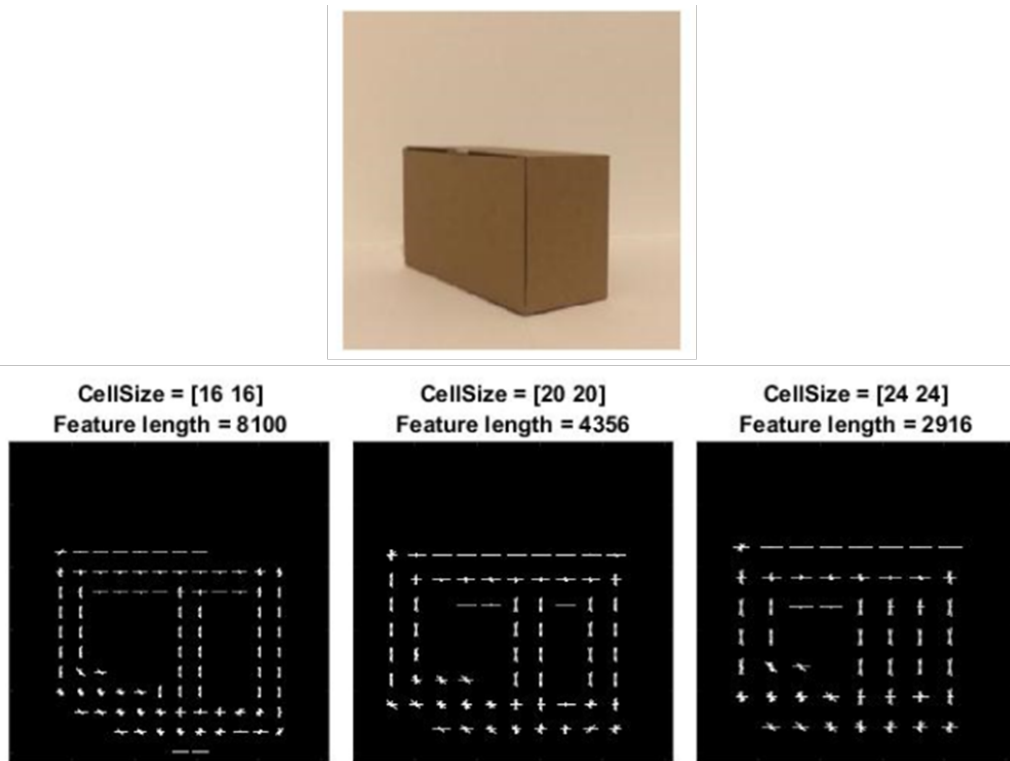 CellSize = [16 16]
Feature length = 8100
CellSize = [20 20]
Feature length = 4356
CellSize = [24 24]
Feature length = 2916